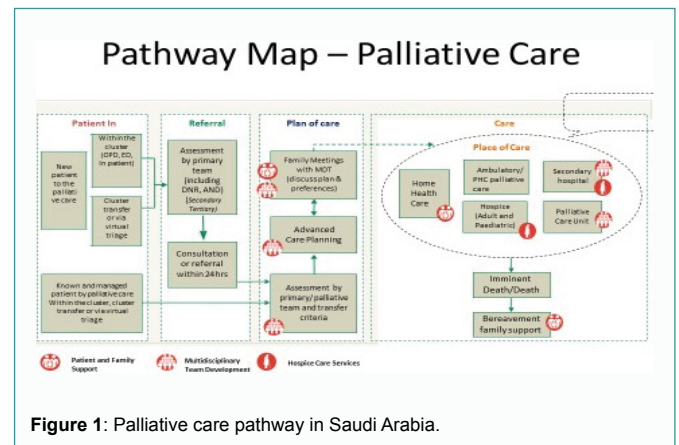 Pathway Map – Palliative Care
Patient In
Referral
Plan of care
Care
New
patient
to the
palliati
ve care
Within the
cluster
(OPD, ED,
In patient)
Cluster
transfer or
via virtual
triage
Known and managed
patient by palliative care
Within the cluster, cluster
transfer or via virtual
triage
Assessment
by primary
team
(including
DNR, AND)
(Secondary
Tertiary)
Consultation
or referral
within 24hrs
Family Meetings
with MDT
(discuss plan &
preferences)
Advanced
Care Planning
Assessment by
primary/ palliative
team and transfer
criteria
Place of Care
Home
Health
Care
Ambulatory/
PHC palliative
care
Hospice
(Adult and
Paediatric)
Secondary
hospital
Palliative
Care Unit
Imminent
Death/Death
Bereavement
family support
Patient and Family
Support
Multidisciplinary
Team Development
Hospice Care Services
Figure 1: Palliative care pathway in Saudi Arabia.